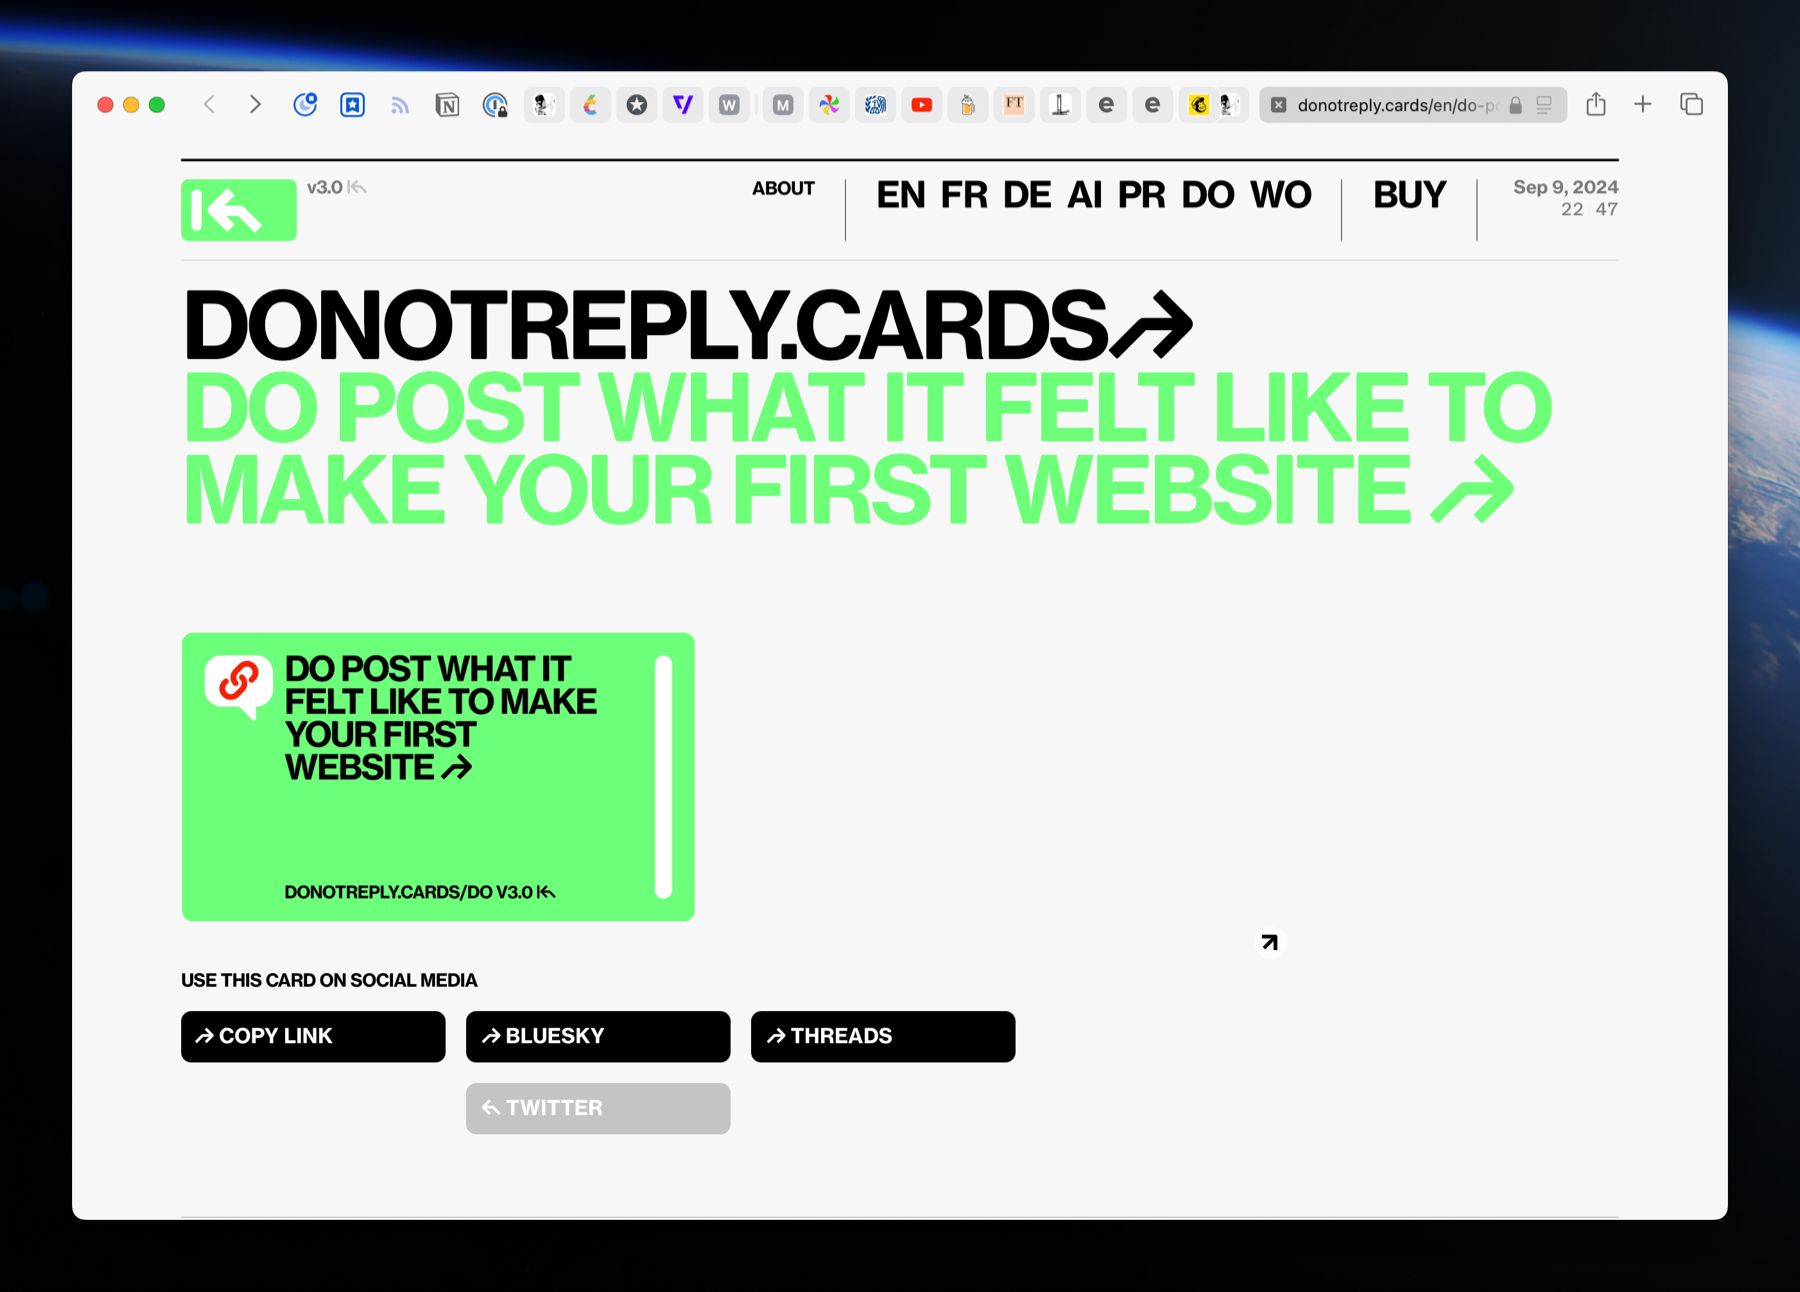 W
M
FT
donotreply.cards/en/do-po
v3.0
ABOUT
EN FR DE AI PR DO WO
BUY
Sep 9, 2024
22 47
DONOTREPLY.CARDS
DO POST WHAT IT FELT LIKE TO
MAKE YOUR FIRST WEBSITE
DO POST WHAT IT
FELT LIKE TO MAKE
YOUR FIRST
WEBSITE
DONOTREPLY.CARDS/DO V3.0
USE THIS CARD ON SOCIAL MEDIA
COPY LINK
BLUESKY
THREADS
TWITTER